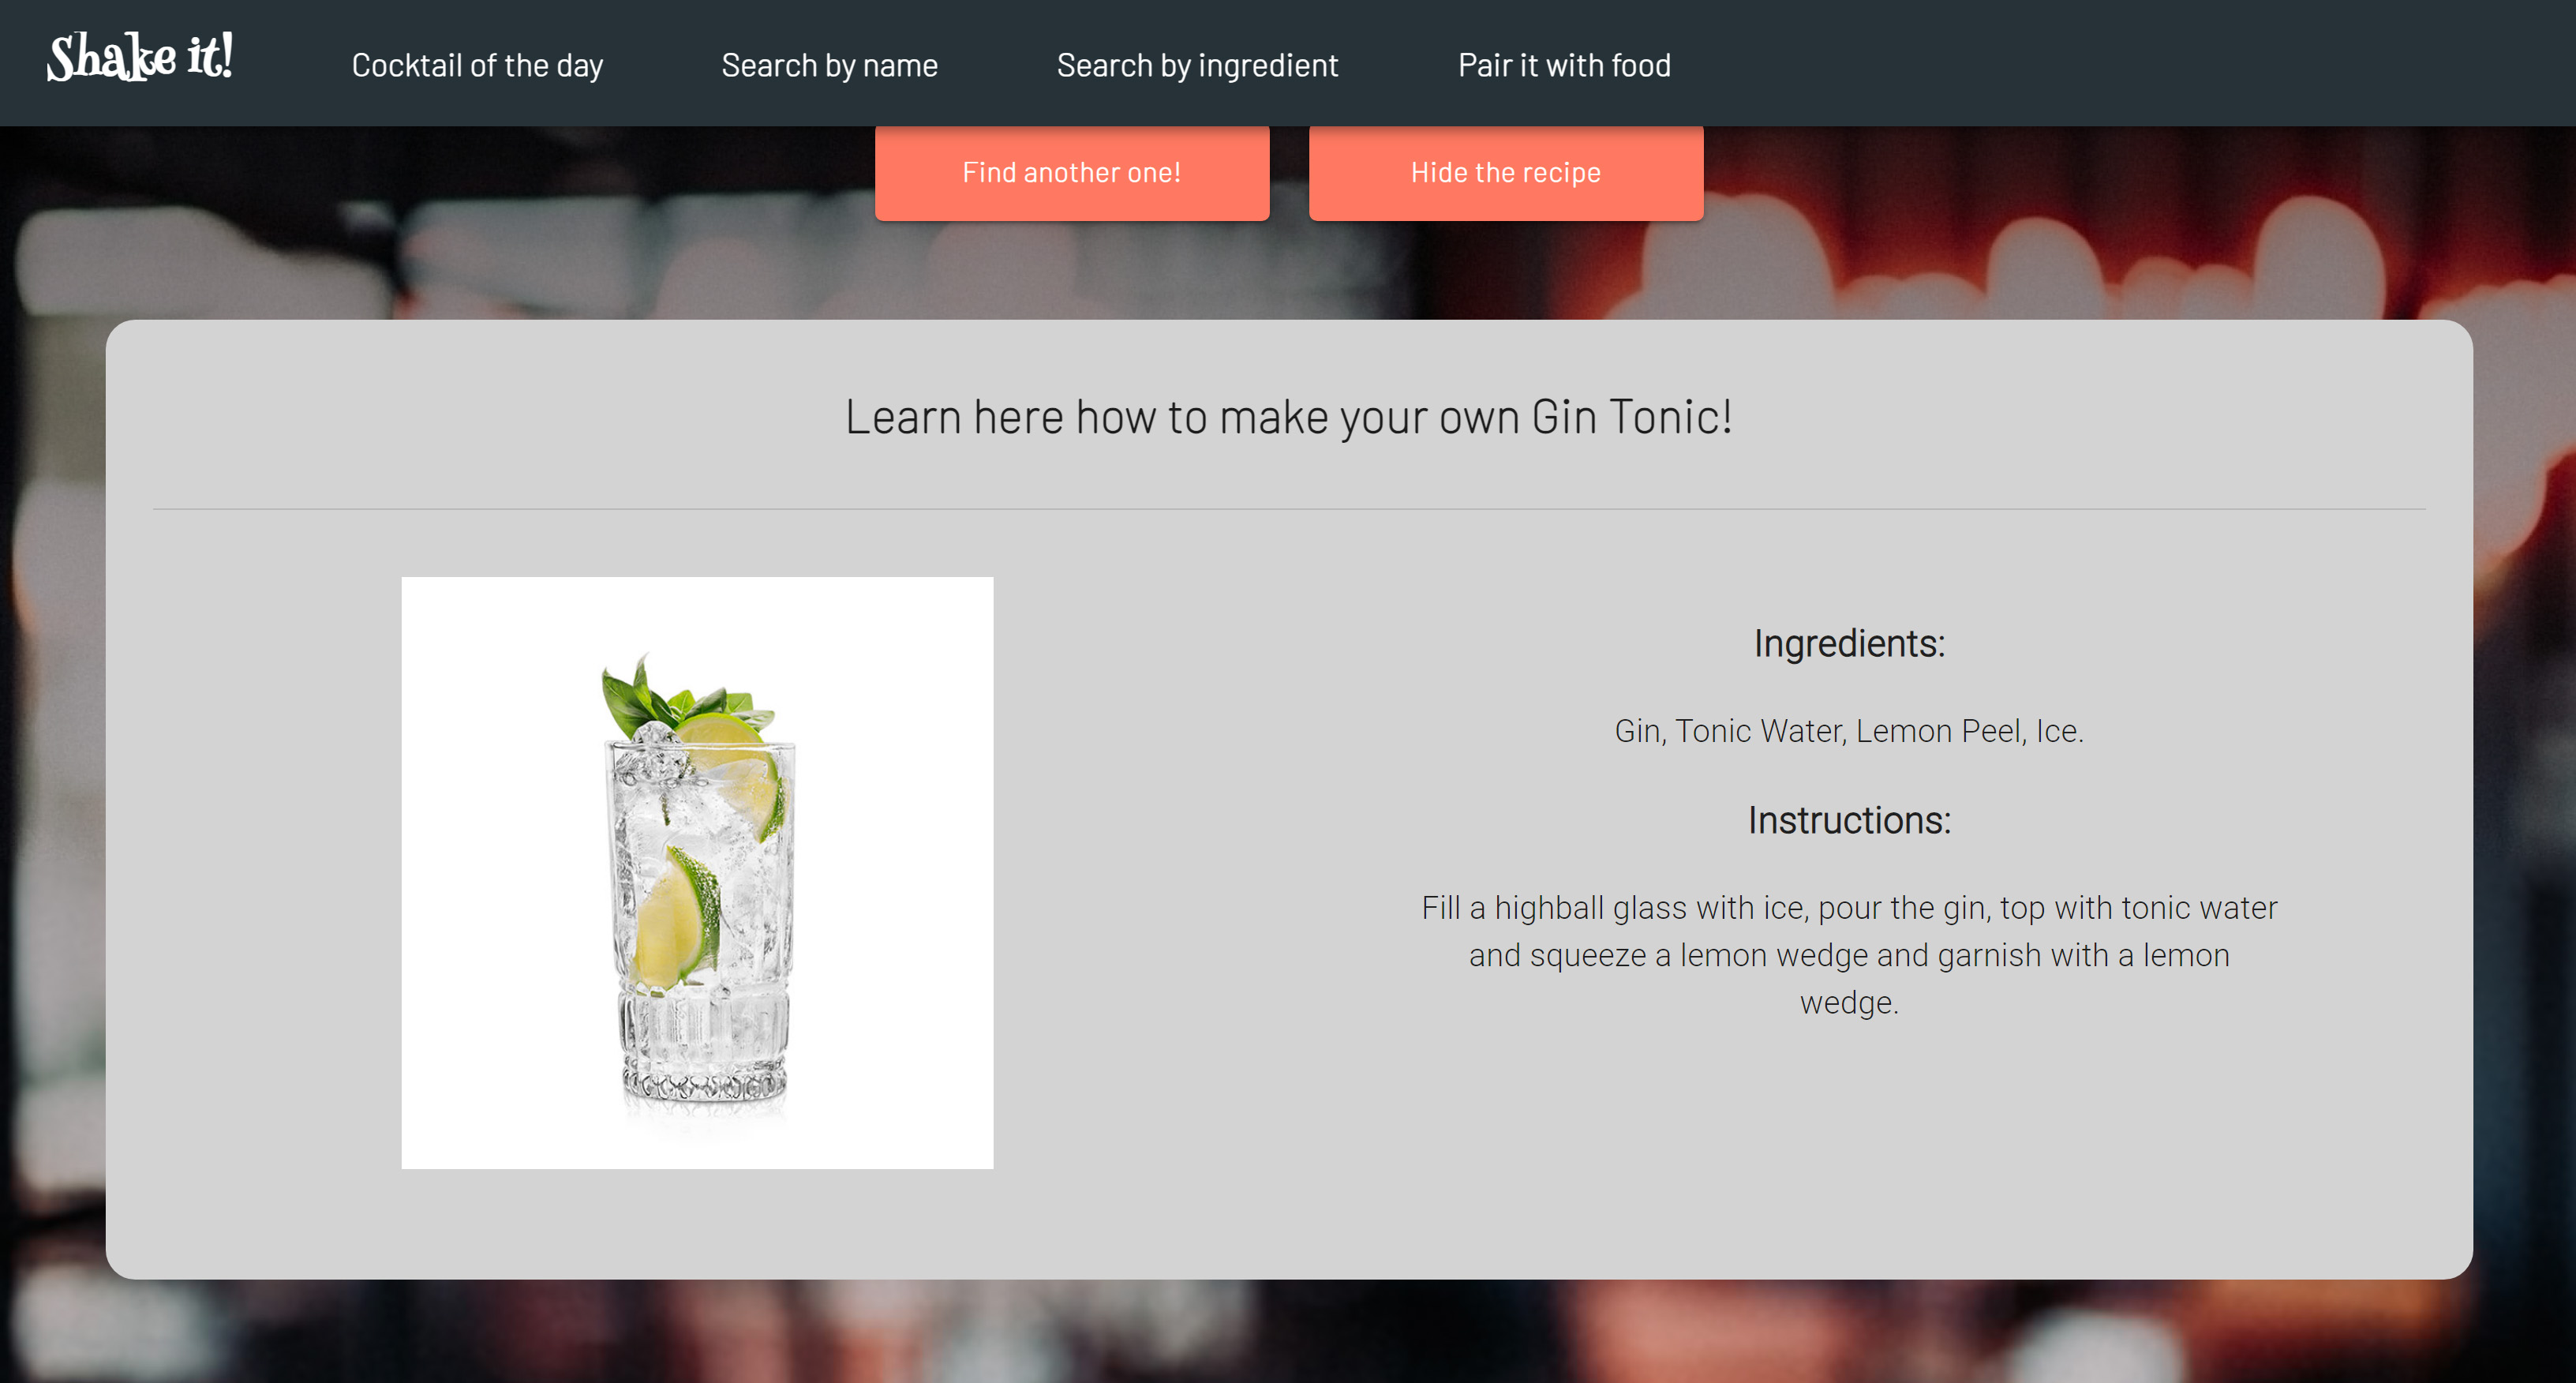 Shake it!
Cocktail of the day
Search by name
Search by ingredient
Pair it with food
Find another one!
Hide the recipe
Learn here how to make your own Gin Tonic!
Ingredients:
Gin, Tonic Water, Lemon Peel, Ice.
Instructions:
Fill a highball glass with ice, pour the gin, top with tonic water
and squeeze a lemon wedge and garnish with a lemon
wedge.